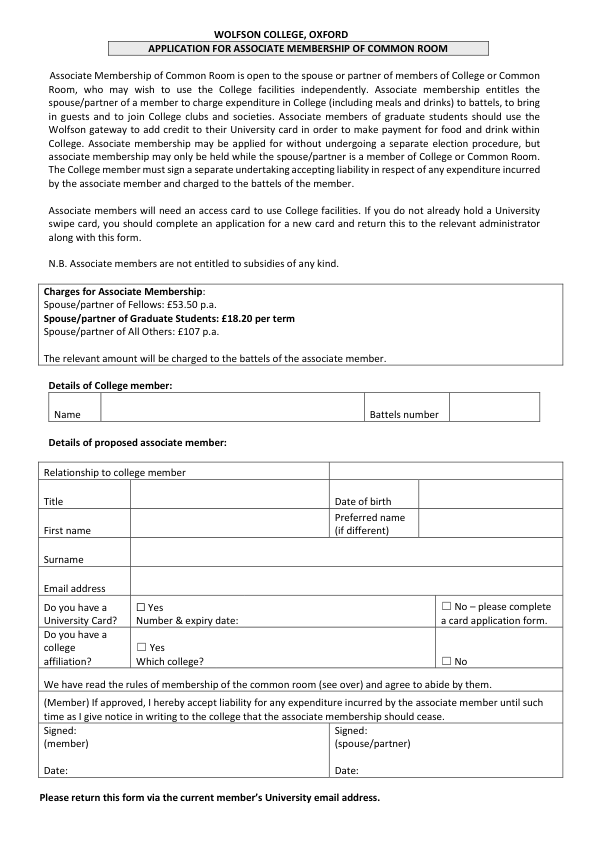 WOLFSON COLLEGE, OXFORD
APPLICATION FOR ASSOCIATE MEMBERSHIP OF COMMON ROOM
Associate Membership of Common Room is open to the spouse or partner of members of College or Common
Room, who may wish to use the College facilities independently. Associate membership entitles the
spouse/partner of a member to charge expenditure in College (including meals and drinks) to battels, to bring
in guests and to join College clubs and societies. Associate members of graduate students should use the
Wolfson gateway to add credit to their University card in order to make payment for food and drink within
College. Associate membership may be applied for without undergoing a separate election procedure, but
associate membership may only be held while the spouse/partner is a member of College or Common Room.
The College member must sign a separate undertaking accepting liability in respect of any expenditure incurred
by the associate member and charged to the battels of the member.
Associate members will need an access card to use College facilities. If you do not already hold a University
swipe card, you should complete an application for a new card and return this to the relevant administrator
along with this form.
N.B. Associate members are not entitled to subsidies of any kind.
Charges for Associate Membership:
Spouse/partner of Fellows: £53.50 p.a.
Spouse/partner of Graduate Students: £18.20 per term
Spouse/partner of All Others: £107 p.a.
The relevant amount will be charged to the battels of the associate member.
Details of College member:
Name Battels number
Details of proposed associate member:
Relationship to college member
Title Date of birth
First name Preferred name
(if different)
Surname
Email address
Do you have a
University Card?
☐ Yes
Number & expiry date:
☐ No – please complete
a card application form.
Do you have a
college
affiliation?
☐ Yes
Which college?
☐ No
We have read the rules of membership of the common room (see over) and agree to abide by them.
(Member) If approved, I hereby accept liability for any expenditure incurred by the associate member until such
time as I give notice in writing to the college that the associate membership should cease.
Signed:
(member)
Date:
Signed:
(spouse/partner)
Date:
Please return this form via the current member's University email address.